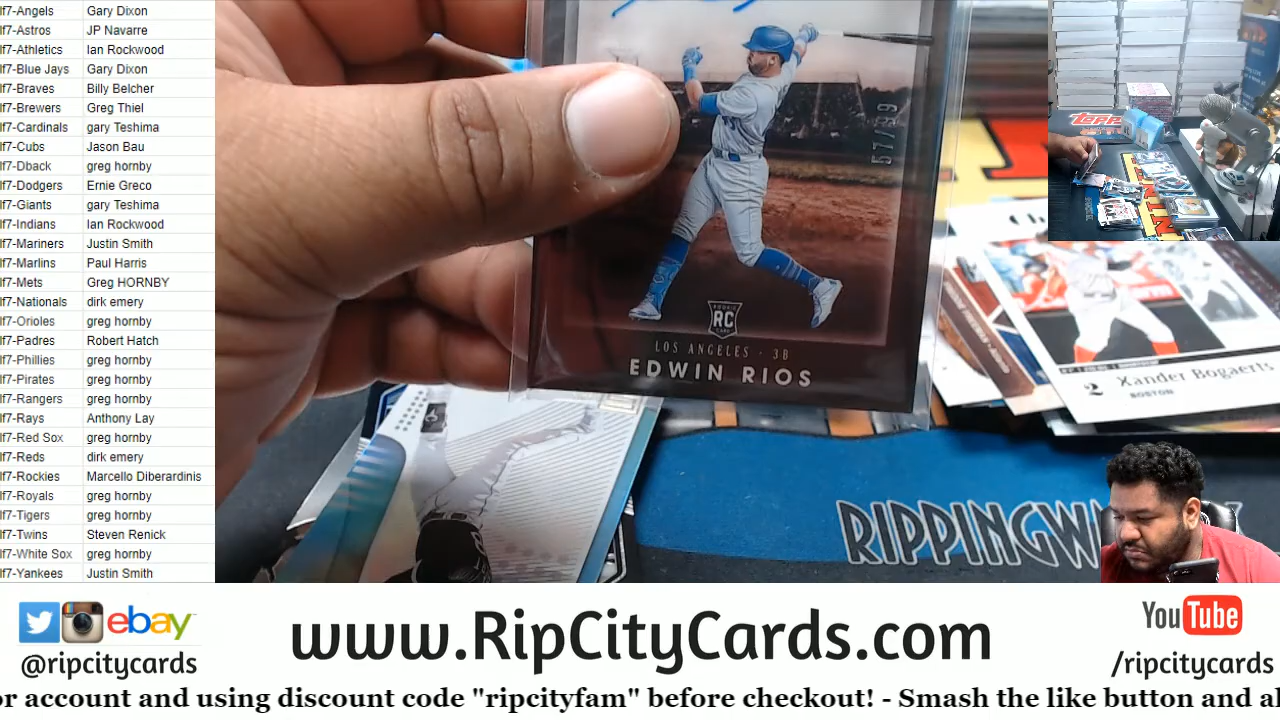 lf7-Angels Gary Dixon
lf7-Astros JP Navarre
lf7-Athletics Ian Rockwood
lf7-Blue Jays Gary Dixon
lf7-Braves Billy Belcher
lf7-Brewers Greg Thiel
lf7-Cardinals gary Teshima
lf7-Cubs Jason Bau
lf7-Dback greg hornby
lf7-Dodgers Ernie Greco
lf7-Giants gary Teshima
lf7-Indians Ian Rockwood
lf7-Mariners Justin Smith
lf7-Marlins Paul Harris
lf7-Mets Greg HORNBY
lf7-Nationals dirk emery
lf7-Orioles greg hornby
lf7-Padres Robert Hatch
lf7-Phillies greg hornby
lf7-Pirates greg hornby
lf7-Rangers greg hornby
lf7-Rays Anthony Lay
lf7-Red Sox greg hornby
lf7-Reds dirk emery
lf7-Rockies Marcello Diberardinis
lf7-Royals greg hornby
lf7-Tigers greg hornby
lf7-Twins Steven Renick
lf7-White Sox greg hornby
lf7-Yankees Justin Smith
57/99
ROOKIE
RC
CARD
LOS ANGELES · 3B
EDWIN RIOS
Ch
2 Xander Bogaerts
BOSTON
TOPPS
RIPPINGW
ebay
@ripcitycards
www.RipCityCards.com
YouTube
/ripcitycards
or account and using discount code "ripcityfam" before checkout! - Smash the like button and al